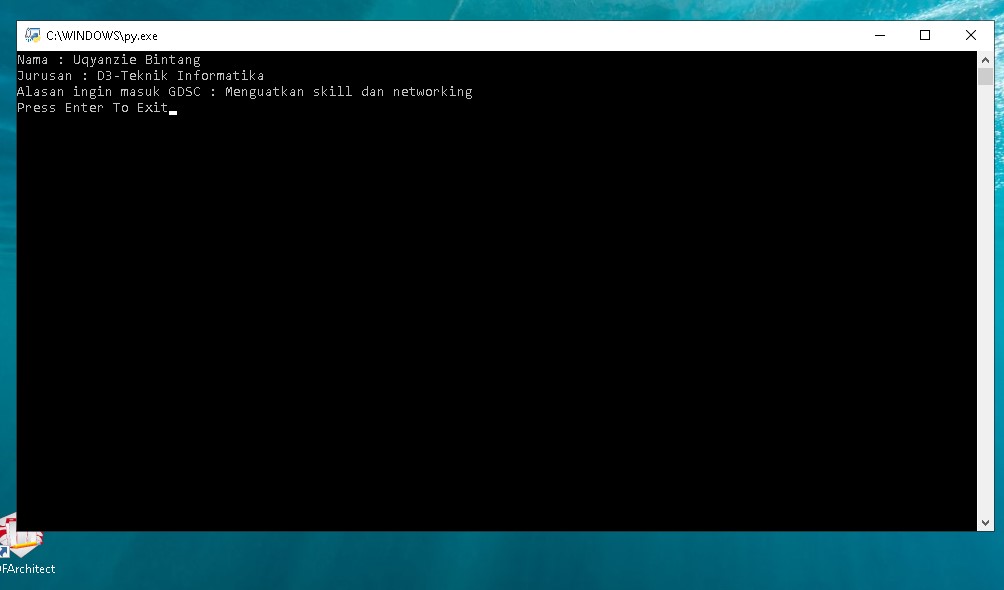 C:\WINDOWS\py.exe
Nama : Uqyanzie Bintang
Jurusan : D3-Teknik Informatika
Alasan ingin masuk GDSC : Menguatkan skill dan networking
Press Enter To Exit
FArchitect